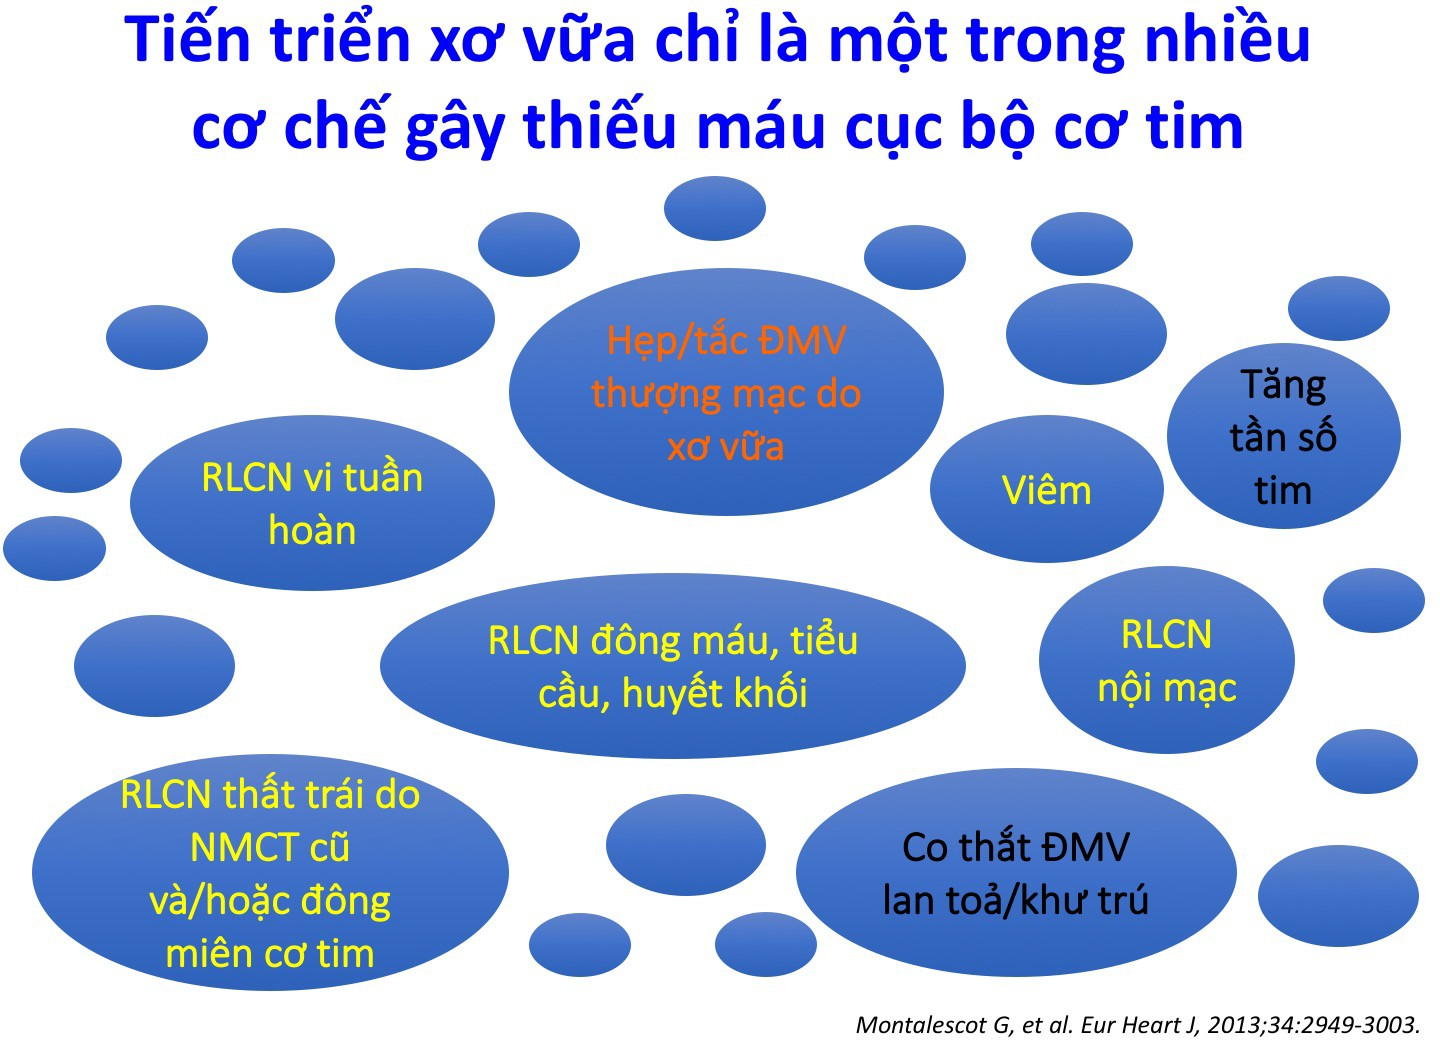 Tiến triển xơ vữa chỉ là một trong nhiều
cơ chế gây thiếu máu cục bộ cơ tim
Hẹp/tắc ĐMV
thượng mạc do
xơ vữa
Tăng
tần số
tim
RLCN vi tuần
hoàn
Viêm
RLCN đông máu, tiểu
cầu, huyết khối
RLCN
nội mạc
RLCN thất trái do
NMCT cũ
và/hoặc đông
miên cơ tim
Co thắt ĐMV
lan toả/khư trú
Montalescot G, et al. Eur Heart J, 2013;34:2949-3003.